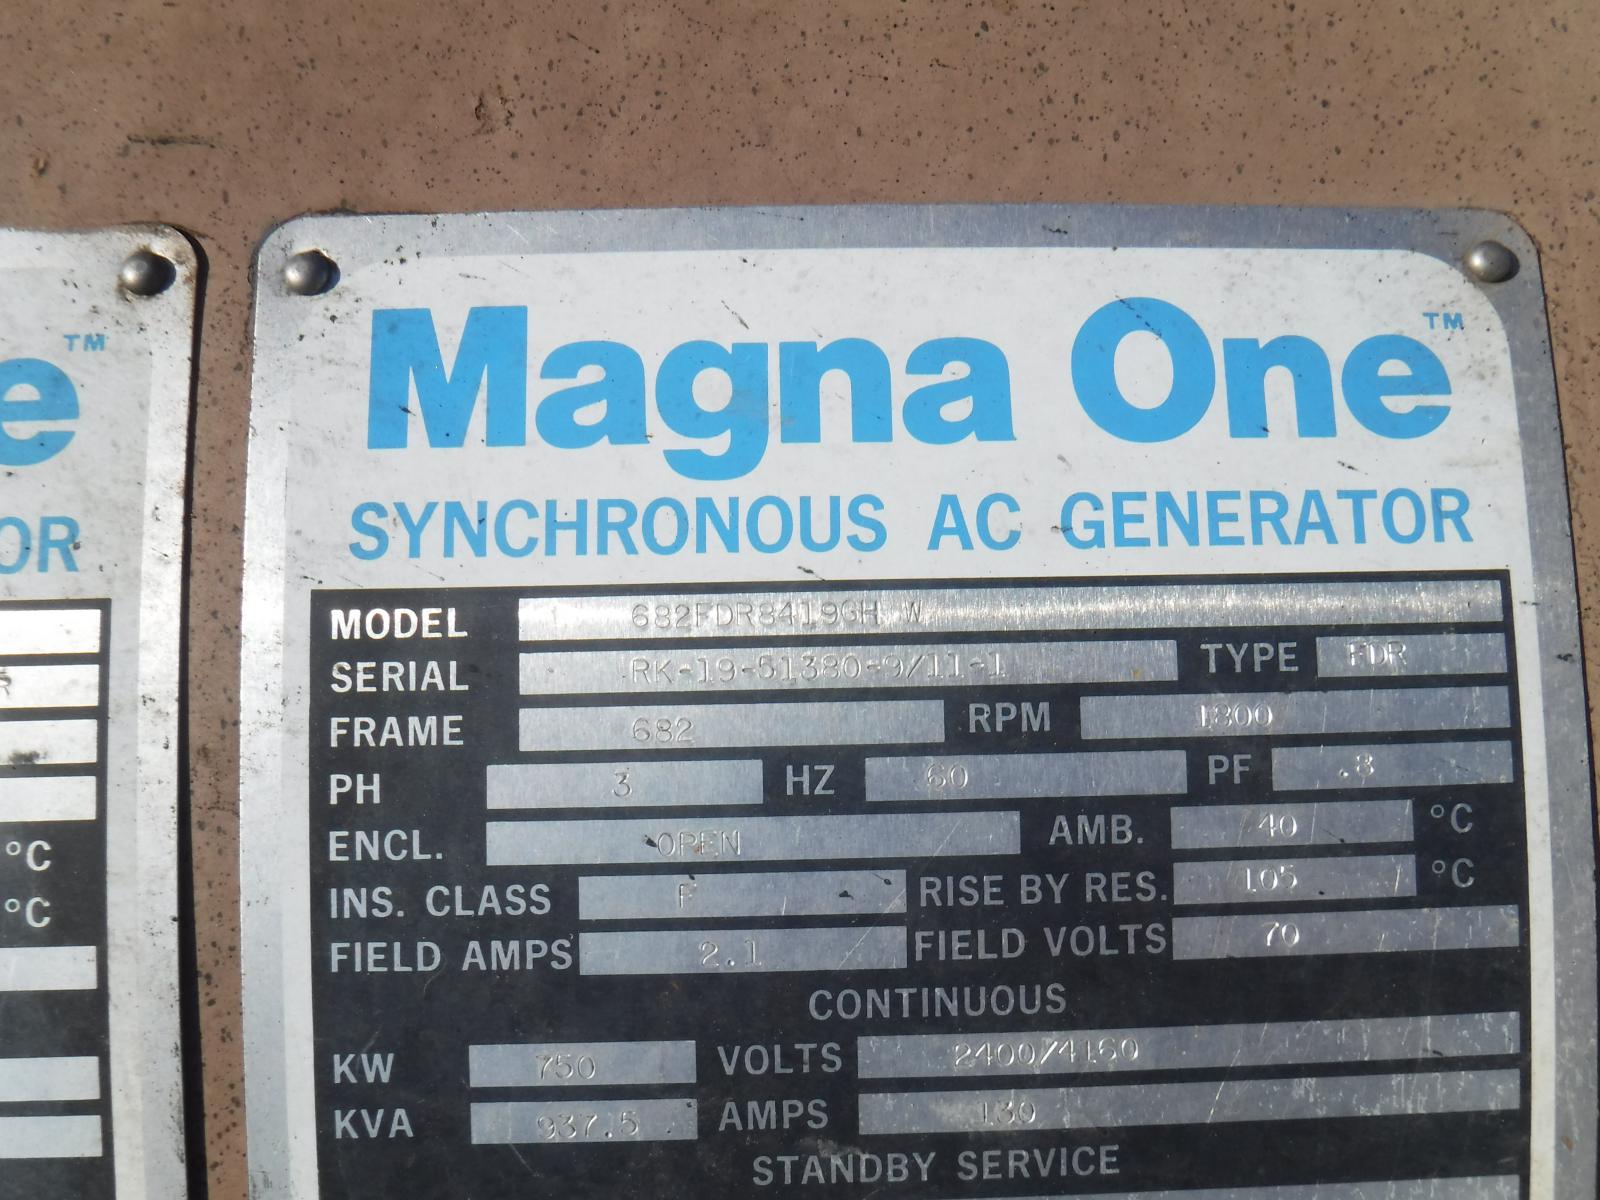 e™
OR
R
°C
°C
Magna One™
SYNCHRONOUS AC GENERATOR
MODEL 682FDR8419GH W
SERIAL RK-19-51380-9/11-1 TYPE FDR
FRAME 682 RPM 1800
PH 3 HZ 60 PF .8
ENCL. OPEN AMB. 40 °C
INS. CLASS F RISE BY RES. 105 °C
FIELD AMPS 2.1 FIELD VOLTS 70
CONTINUOUS
KW 750 VOLTS 2400/4160
KVA 937.5 AMPS 130
STANDBY SERVICE